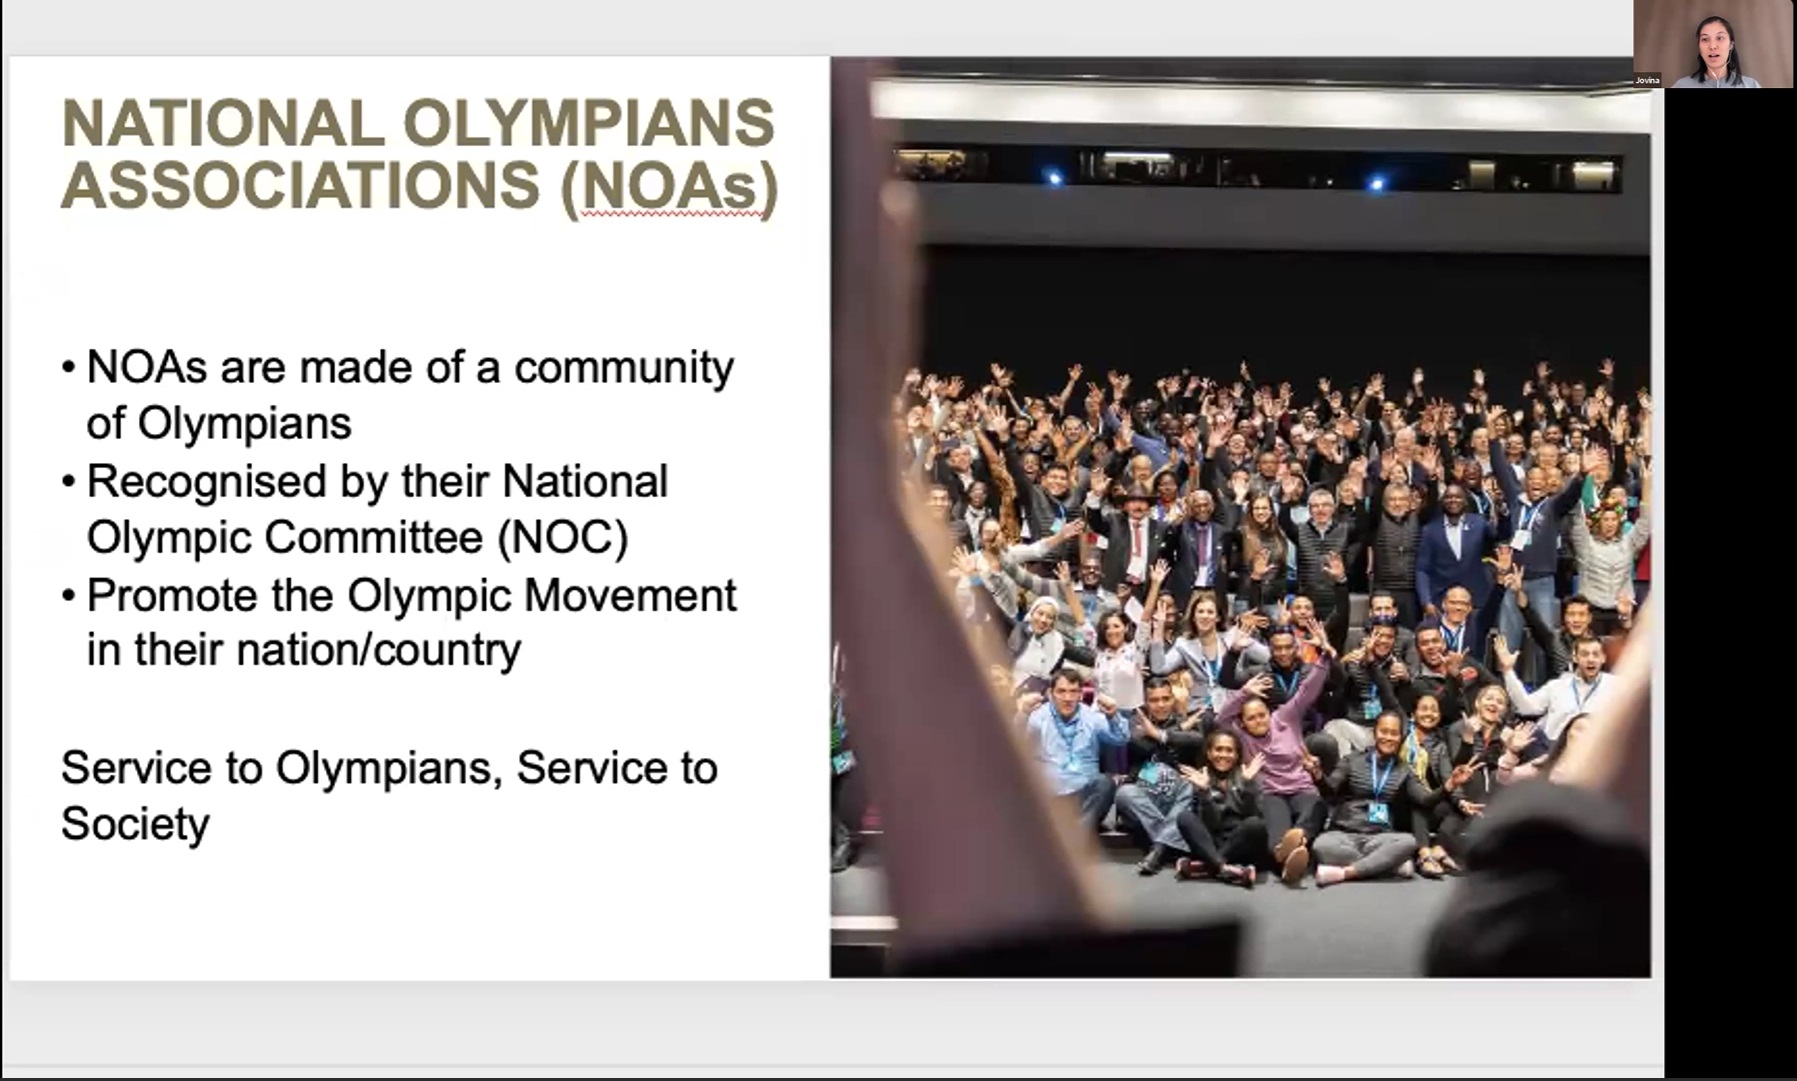 NATIONAL OLYMPIANS
ASSOCIATIONS (NOAs)
• NOAs are made of a community
of Olympians
• Recognised by their National
Olympic Committee (NOC)
• Promote the Olympic Movement
in their nation/country
Service to Olympians, Service to
Society
Jovina